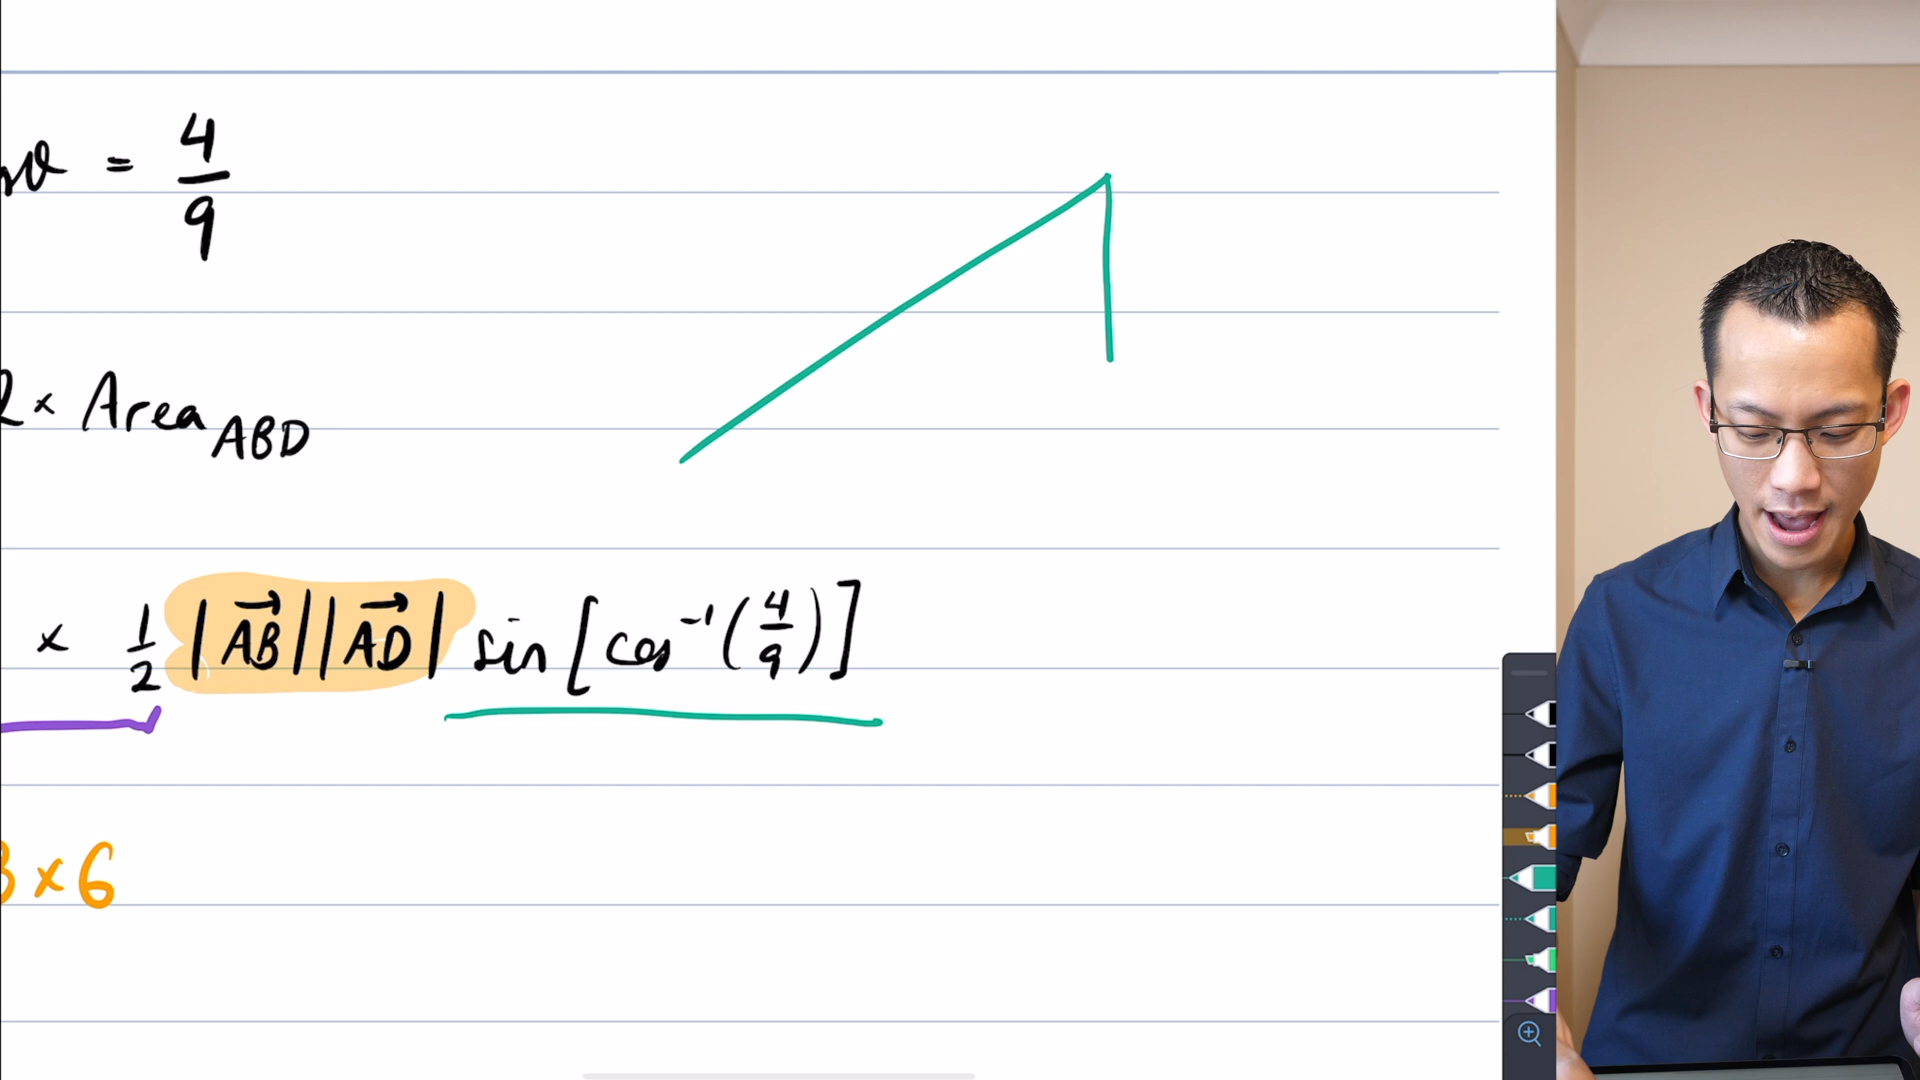 = 4/9
× Area ABD
× 1/2 |AB→||AD→| sin [cos⁻¹(4/9)]
× 6